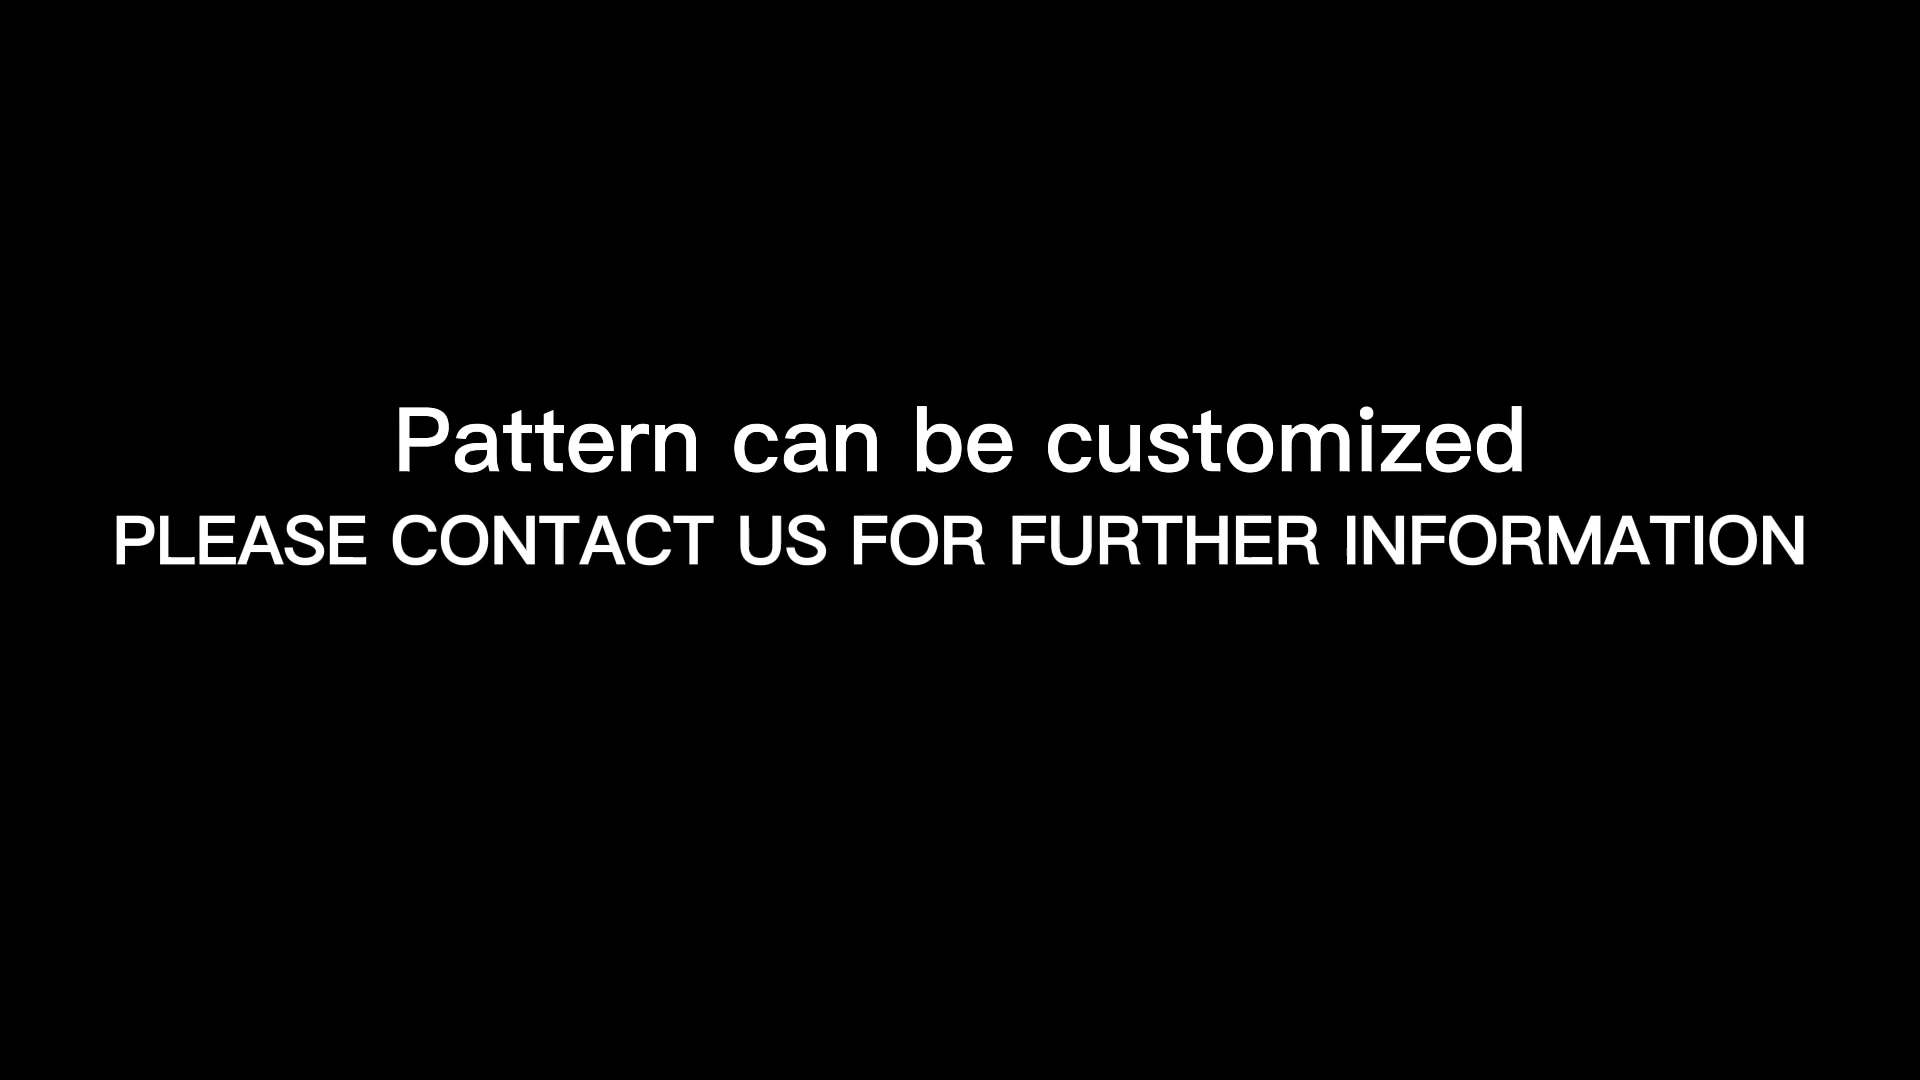 Pattern can be customized
PLEASE CONTACT US FOR FURTHER INFORMATION